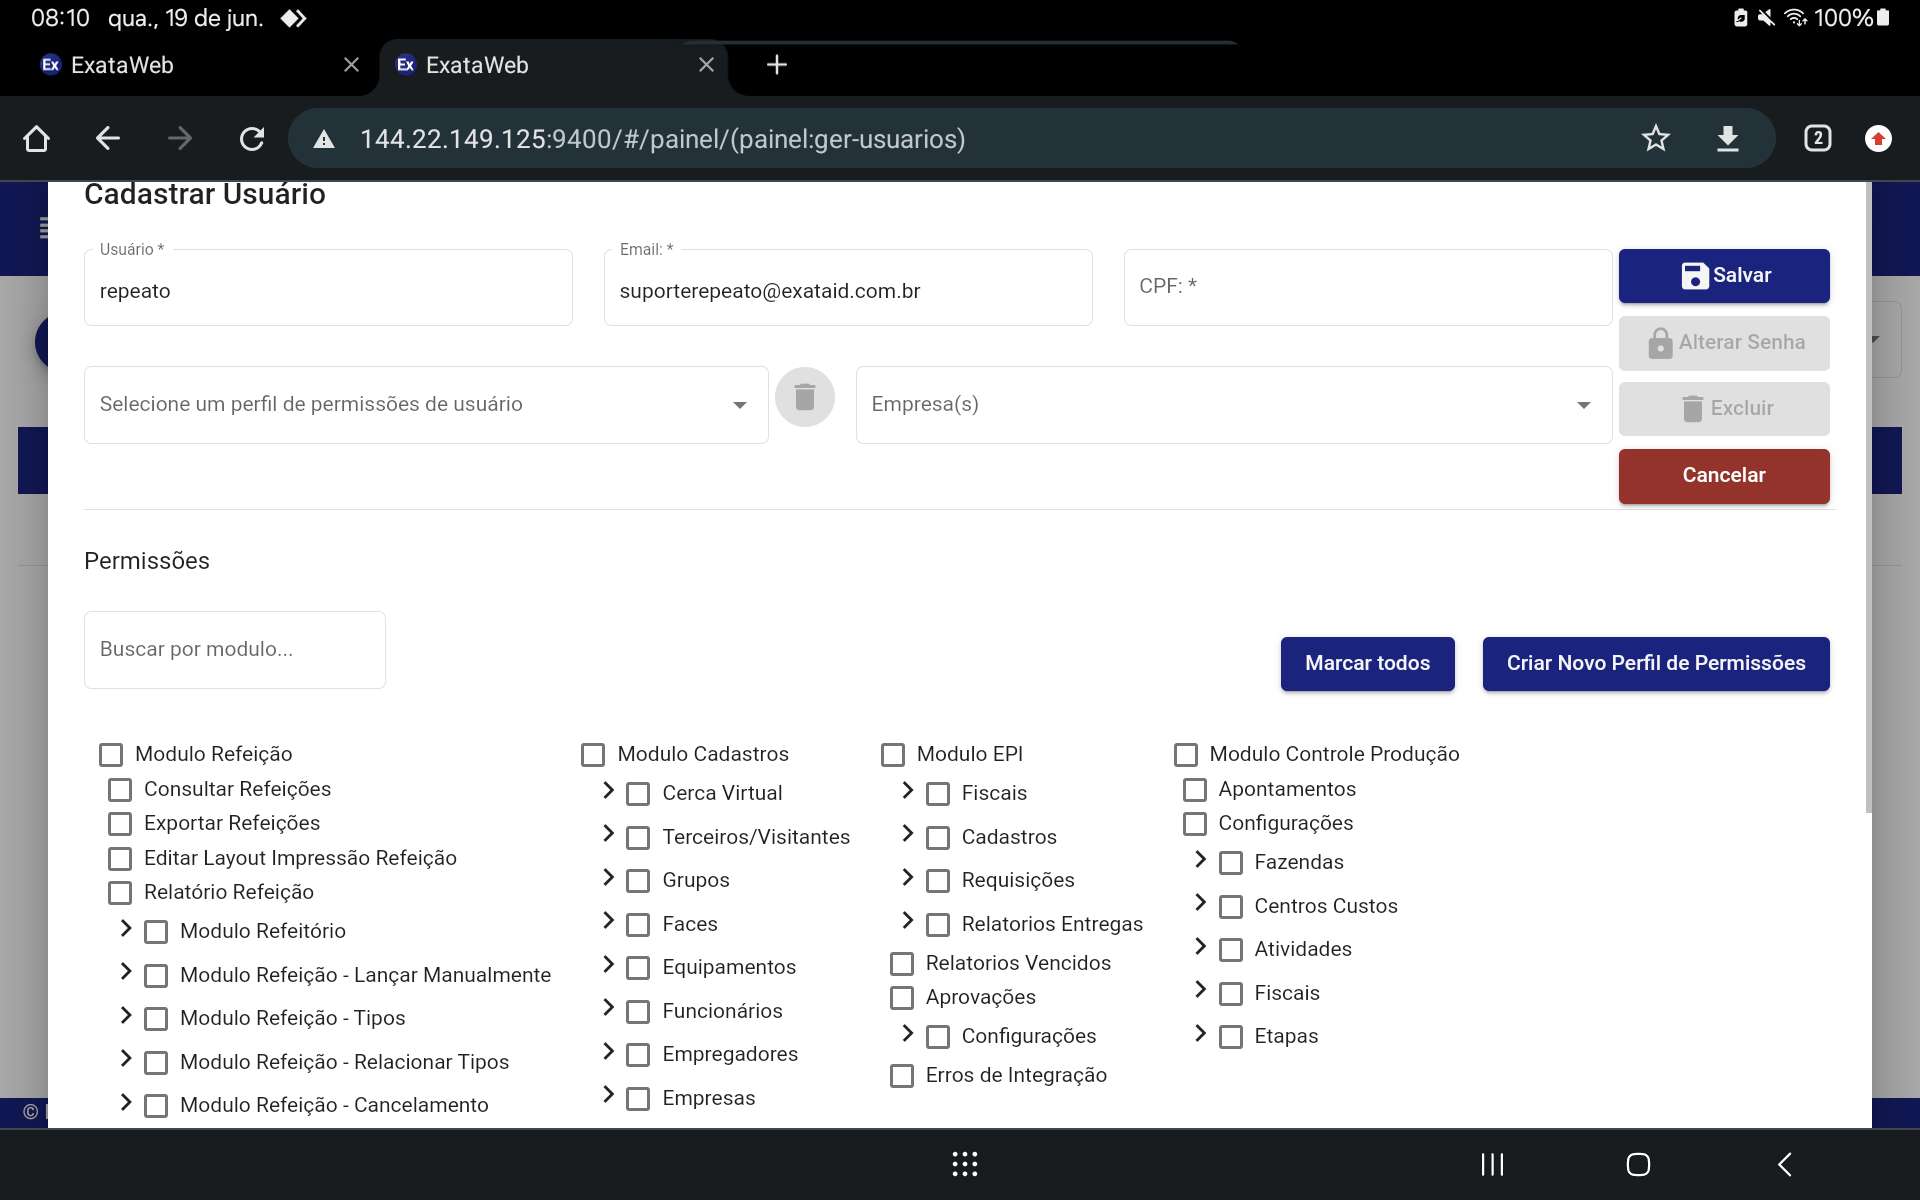 08:10 qua., 19 de jun. 100%
Ex ExataWeb Ex ExataWeb
144.22.149.125:9400/#/painel/(painel:ger-usuarios) 2
Cadastrar Usuário
Usuário * Email: *
repeato suporterepeato@exataid.com.br CPF: * Salvar
Alterar Senha
Selecione um perfil de permissões de usuário Empresa(s) Excluir
Cancelar
Permissões
Buscar por modulo... Marcar todos Criar Novo Perfil de Permissões
Modulo Refeição
Consultar Refeições
Exportar Refeições
Editar Layout Impressão Refeição
Relatório Refeição
Modulo Refeitório
Modulo Refeição - Lançar Manualmente
Modulo Refeição - Tipos
Modulo Refeição - Relacionar Tipos
Modulo Refeição - Cancelamento
Modulo Cadastros
Cerca Virtual
Terceiros/Visitantes
Grupos
Faces
Equipamentos
Funcionários
Empregadores
Empresas
Modulo EPI
Fiscais
Cadastros
Requisições
Relatorios Entregas
Relatorios Vencidos
Aprovações
Configurações
Erros de Integração
Modulo Controle Produção
Apontamentos
Configurações
Fazendas
Centros Custos
Atividades
Fiscais
Etapas
©